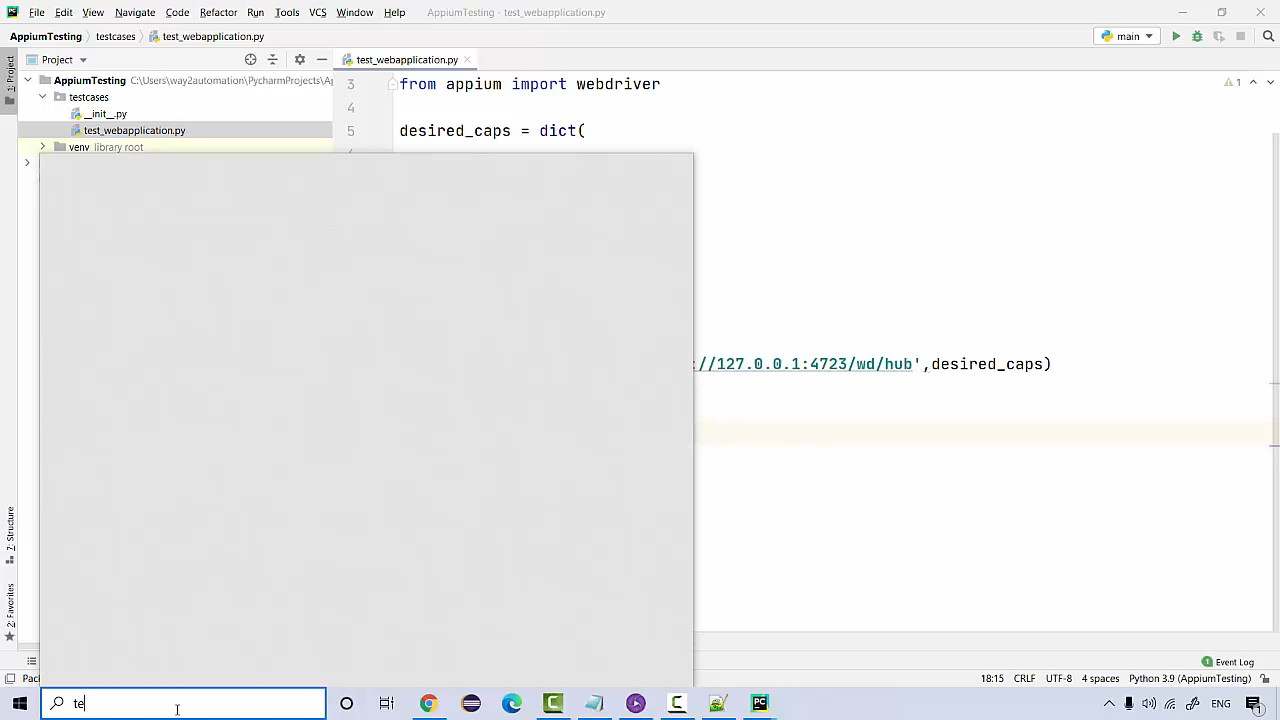 File Edit View Navigate Code Refactor Run Tools VCS Window Help AppiumTesting - test_webapplication.py
AppiumTesting testcases test_webapplication.py main
Project test_webapplication.py
1: Project
AppiumTesting C:\Users\way2automation\PycharmProjects\A
testcases
__init__.py
test_webapplication.py
venv library root
3 from appium import webdriver
4
5 desired_caps = dict(
1
://127.0.0.1:4723/wd/hub',desired_caps)
7: Structure
2: Favorites
Event Log
18:15 CRLF UTF-8 4 spaces Python 3.9 (AppiumTesting)
te
ENG
1